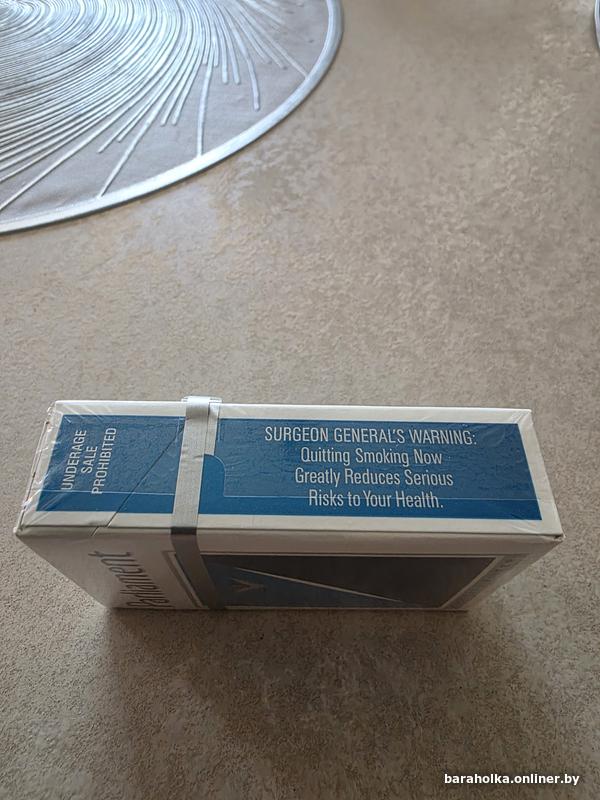 UNDERAGE
SALE
PROHIBITED
SURGEON GENERAL'S WARNING:
Quitting Smoking Now
Greatly Reduces Serious
Risks to Your Health.
Parliament
baraholka.onliner.by